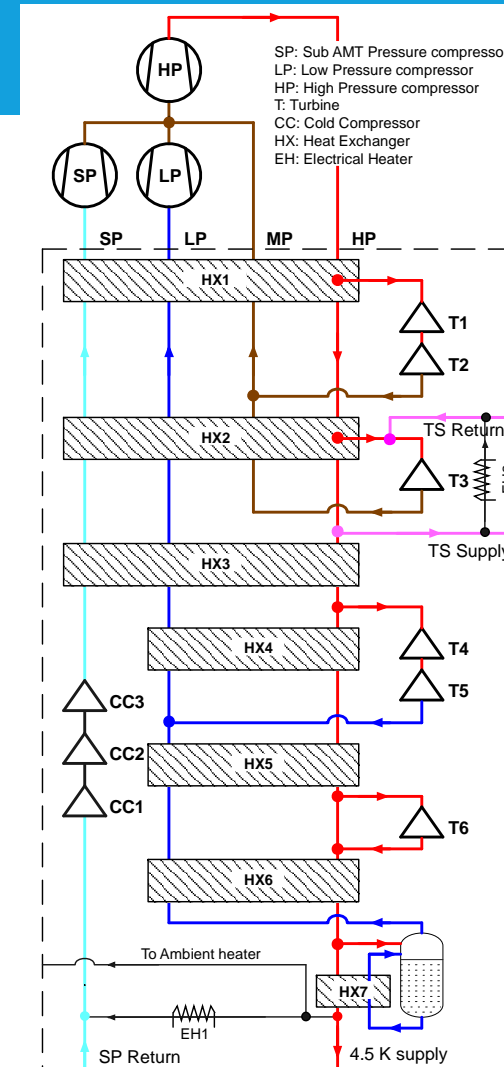 SP: Sub AMT Pressure compresso
LP: Low Pressure compressor
HP: High Pressure compressor
T: Turbine
CC: Cold Compressor
HX: Heat Exchanger
EH: Electrical Heater
HP
SP
LP
SP LP MP HP
HX1
T1
T2
HX2
TS Return
T3
TS Supply
HX3
HX4
T4
T5
CC3
CC2
CC1
HX5
T6
HX6
To Ambient heater
HX7
EH1
SP Return
4.5 K supply